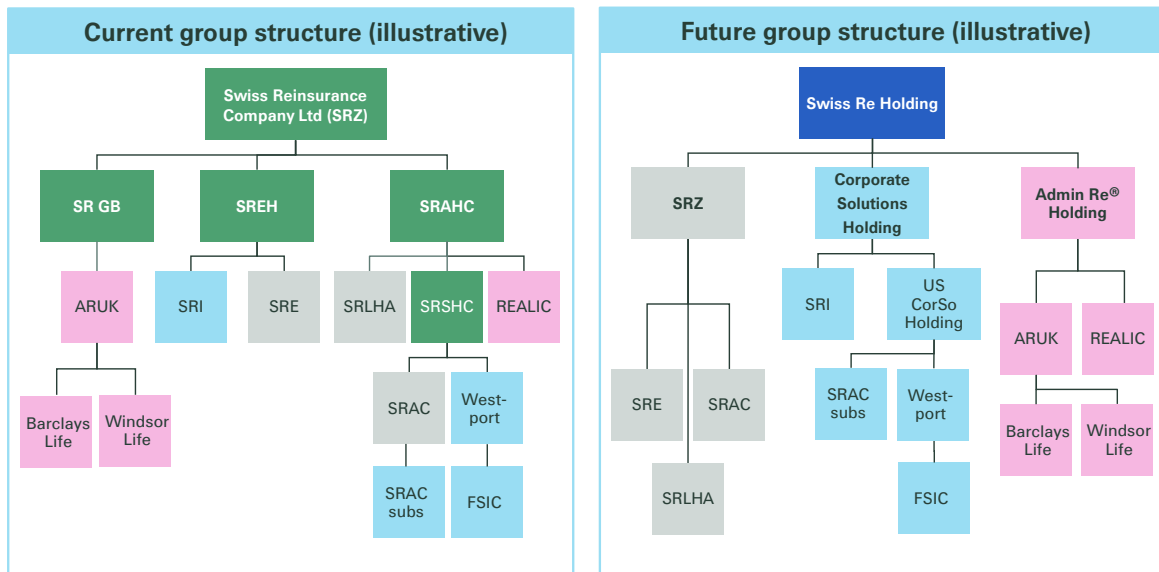 Current group structure (illustrative)
Swiss Reinsurance
Company Ltd (SRZ)
SR GB
SREH
SRAHC
ARUK
SRI
SRE
SRLHA
SRSHC
REALIC
Barclays
Life
Windsor
Life
SRAC
West-
port
SRAC
subs
FSIC
Future group structure (illustrative)
Swiss Re Holding
SRZ
Corporate
Solutions
Holding
Admin Re®
Holding
SRI
US
CorSo
Holding
ARUK
REALIC
SRE
SRAC
SRAC
subs
West-
port
Barclays
Life
Windsor
Life
SRLHA
FSIC